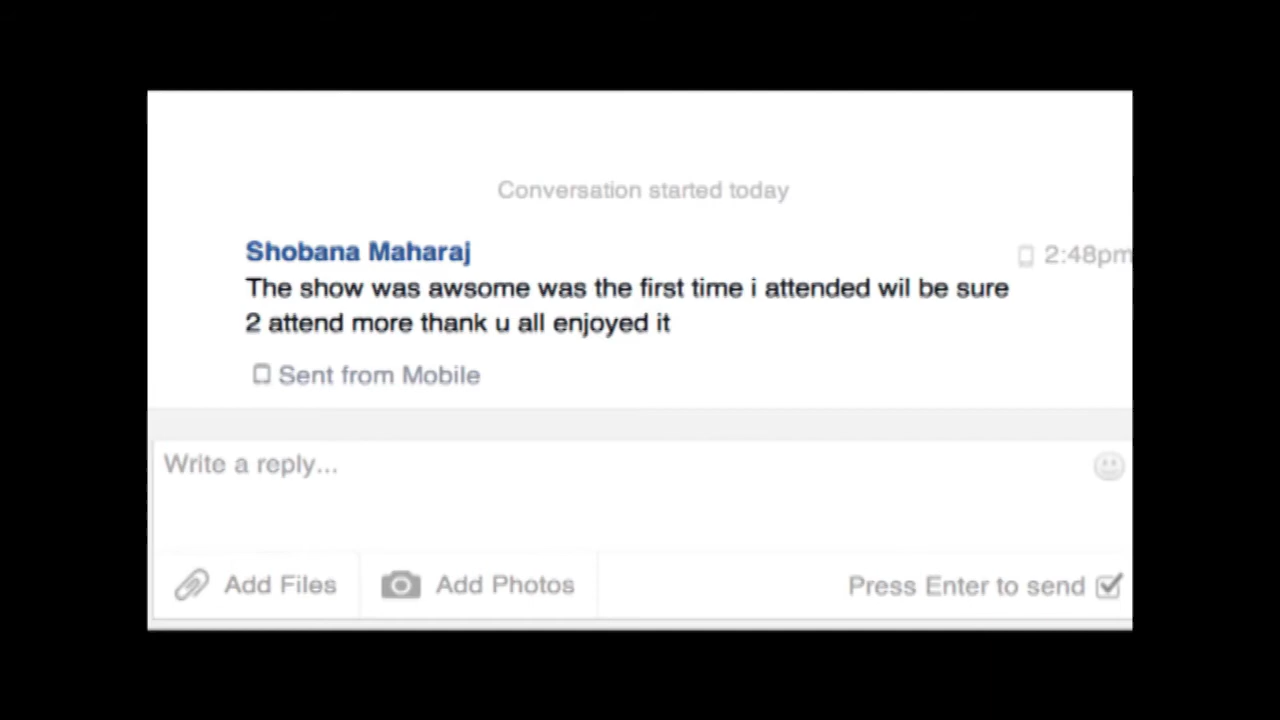 Conversation started today
Shobana Maharaj
2:48pm
The show was awsome was the first time i attended wil be sure
2 attend more thank u all enjoyed it
Sent from Mobile
Write a reply...
Add Files
Add Photos
Press Enter to send